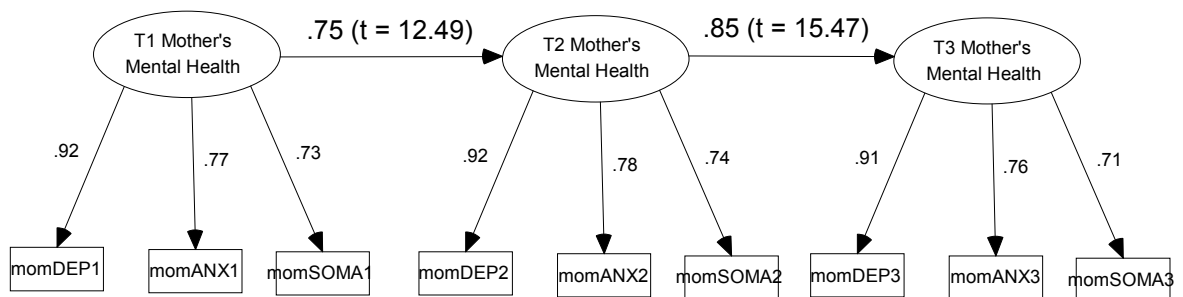 T1 Mother's
Mental Health
.75 (t = 12.49)
T2 Mother's
Mental Health
.85 (t = 15.47)
T3 Mother's
Mental Health
.92
.77
.73
.92
.78
.74
.91
.76
.71
momDEP1
momANX1
momSOMA1
momDEP2
momANX2
momSOMA2
momDEP3
momANX3
momSOMA3